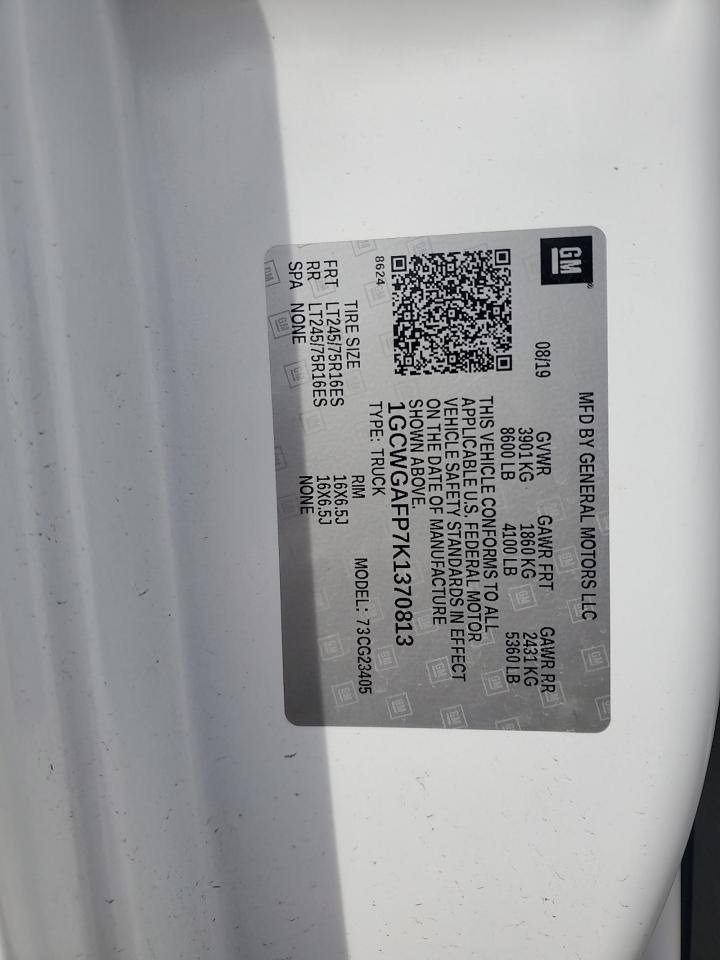 GM
MFD BY GENERAL MOTORS LLC
08/19
GVWR GAWR FRT GAWR RR
3901 KG 1860 KG 2431 KG
8600 LB 4100 LB 5360 LB
THIS VEHICLE CONFORMS TO ALL
APPLICABLE U.S. FEDERAL MOTOR
VEHICLE SAFETY STANDARDS IN EFFECT
ON THE DATE OF MANUFACTURE
SHOWN ABOVE.
1GCWGAFP7K1370813
8624 TYPE: TRUCK MODEL: 73CG23405
TIRE SIZE RIM
FRT LT245/75R16ES 16X6.5J
RR LT245/75R16ES 16X6.5J
SPA NONE NONE